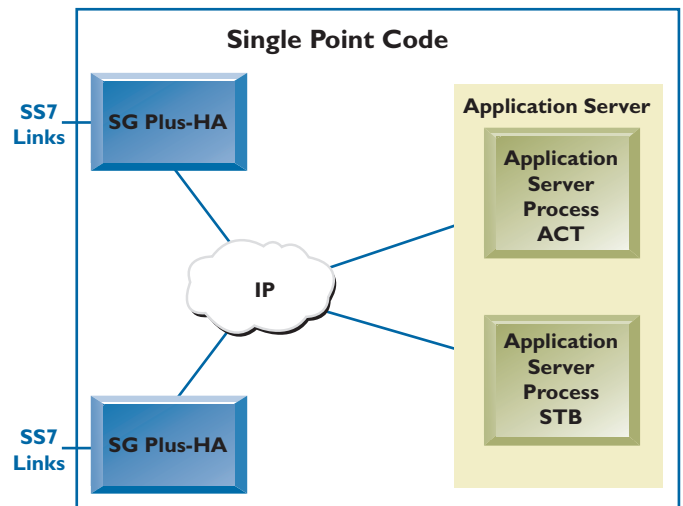 Single Point Code
SS7
Links
SG Plus-HA
Application Server
Application
Server
Process
ACT
IP
Application
Server
Process
STB
SS7
Links
SG Plus-HA